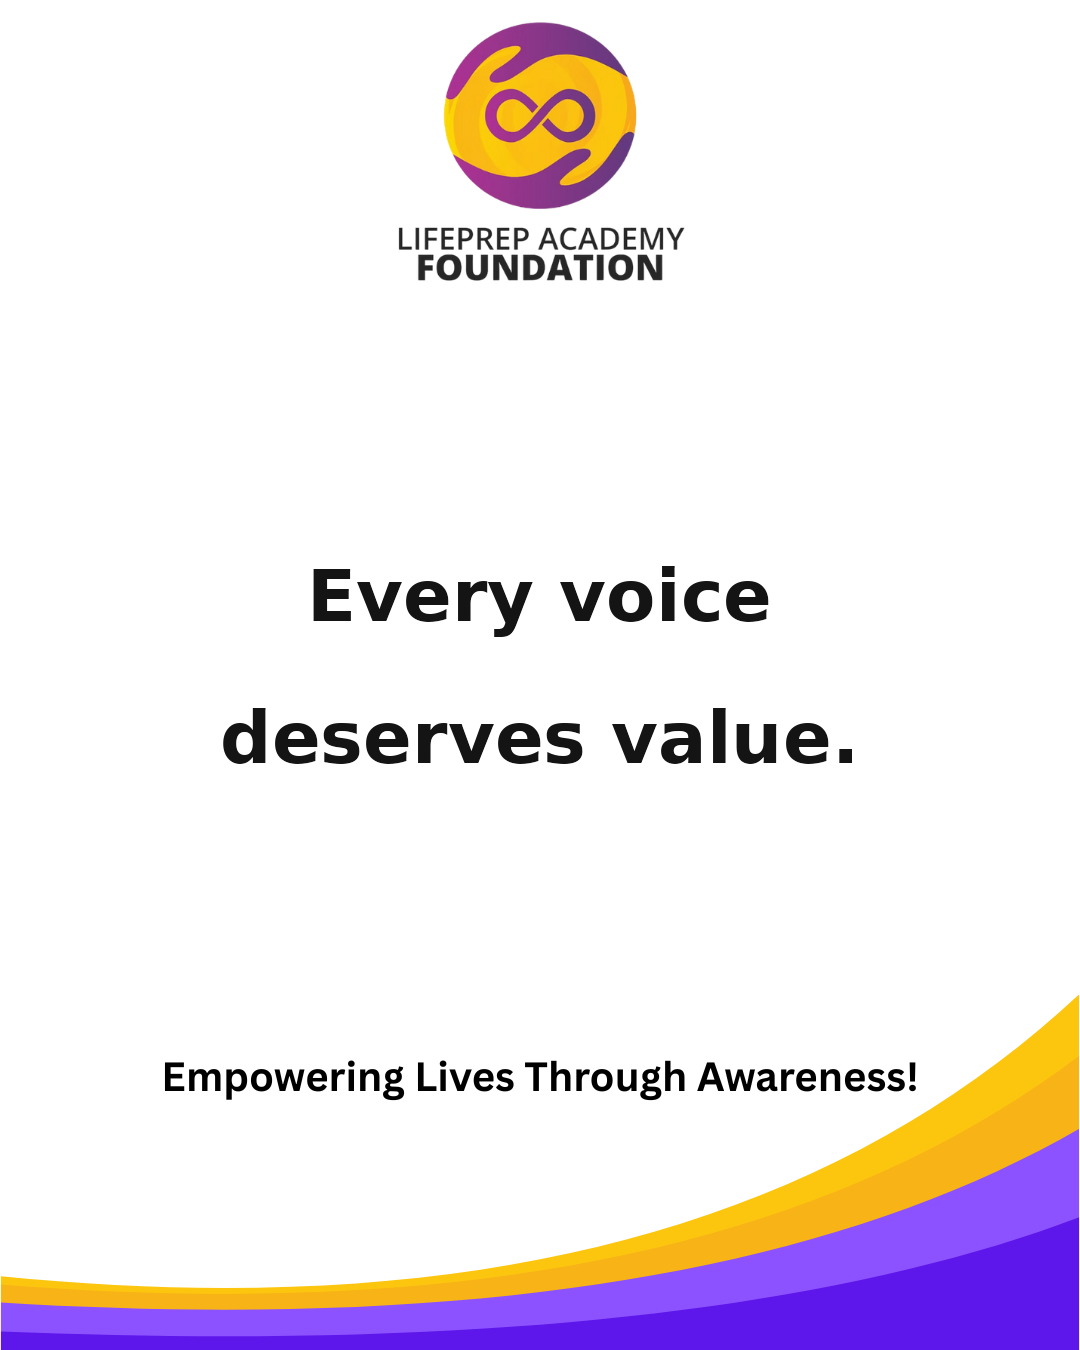 LIFEPREP ACADEMY
FOUNDATION
Every voice
deserves value.
Empowering Lives Through Awareness!